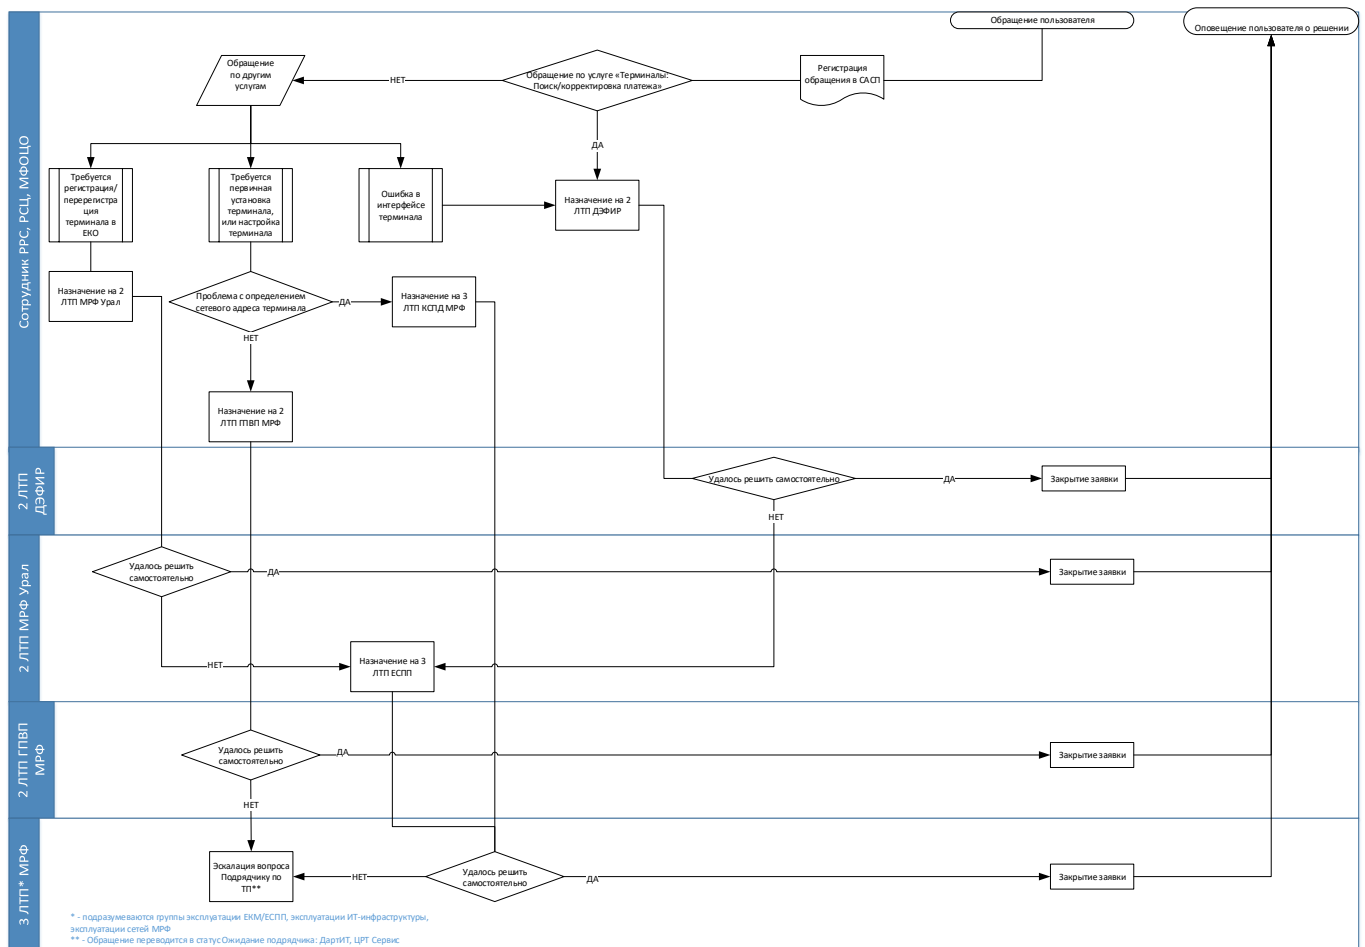 Обращение пользователя
Оповещение пользователя о решении
Сотрудник РРС, РСЦ, МФОЦО
Обращение
по другим
услугам
НЕТ
Обращение по услуге «Терминалы:
Поиск/корректировка платежа»
Регистрация
обращения в САСП
ДА
Требуется
регистрация/
перерегистра
ция
терминала в
ЕКО
Требуется
первичная
установка
терминала,
или настройка
терминала
Ошибка в
интерфейсе
терминала
Назначение на 2
ЛТП ДЭФИР
Назначение на 2
ЛТП МРФ Урал
Проблема с определением
сетевого адреса терминала
ДА
Назначение на 3
ЛТП КСПД МРФ
НЕТ
Назначение на 2
ЛТП ГПВП МРФ
2 ЛТП
ДЭФИР
Удалось решить самостоятельно
ДА
Закрытие заявки
НЕТ
2 ЛТП МРФ Урал
Удалось решить
самостоятельно
ДА
Закрытие заявки
НЕТ
Назначение на 3
ЛТП ЕСПП
2 ЛТП ГПВП
МРФ
Удалось решить
самостоятельно
ДА
Закрытие заявки
НЕТ
3 ЛТП* МРФ
Эскалация вопроса
Подрядчику по
ТП**
НЕТ
Удалось решить
самостоятельно
ДА
Закрытие заявки
* - подразумеваются группы эксплуатации ЕКМ/ЕСПП, эксплуатации ИТ-инфраструктуры,
эксплуатации сетей МРФ
** - Обращение переводится в статус Ожидание подрядчика: ДартИТ, ЦРТ Сервис